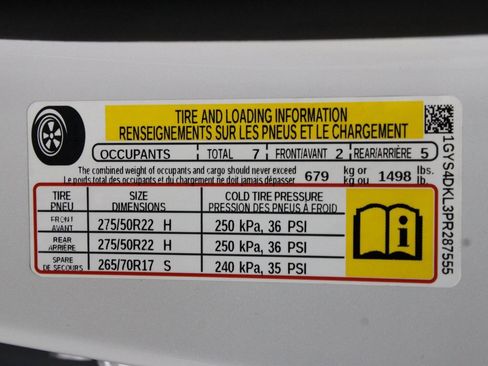 TIRE AND LOADING INFORMATION
RENSEIGNEMENTS SUR LES PNEUS ET LE CHARGEMENT
OCCUPANTS TOTAL 7 FRONT/AVANT 2 REAR/ARRIÈRE 5
The combined weight of occupants and cargo should never exceed 679 kg or 1498 lbs.
Le poids total des occupants et du chargement ne doit jamais dépasser kg ou lb
TIRE SIZE COLD TIRE PRESSURE
PNEU DIMENSIONS PRESSION DES PNEUS A FROID
FRONT
AVANT 275/50R22 H 250 kPa, 36 PSI
REAR
ARRIÈRE 275/50R22 H 250 kPa, 36 PSI
SPARE
DE SECOURS 265/70R17 S 240 kPa, 35 PSI
1GYS4DKL3PR287555